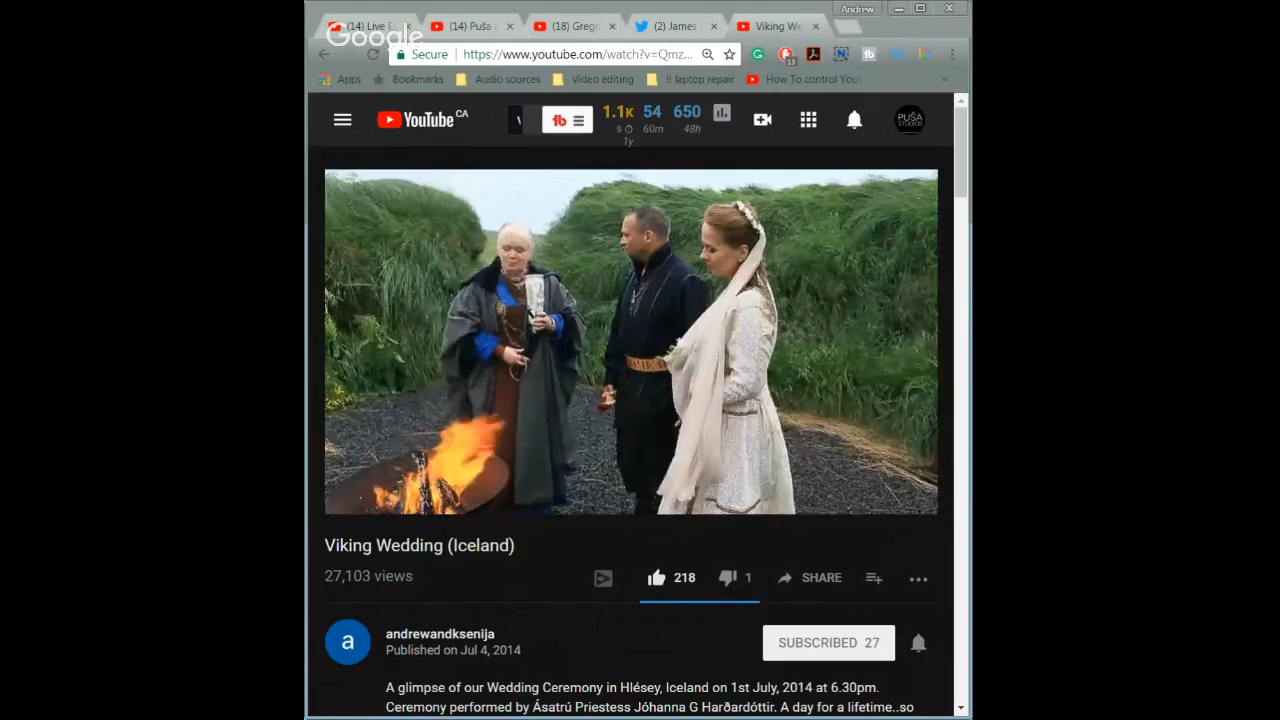 Andrew
(14) Live E
(14) Puša u
(18) Grego
(2) James
Viking We
Google
Secure
https://www.youtube.com/watch?v=Qmz...
13
Apps
Bookmarks
Audio sources
Video editing
!! laptop repair
How To control You
»
YouTube CA
tb
1.1K 54 650
60m 48h
1y
PUŠA
STUDIOS
Viking Wedding (Iceland)
27,103 views
218
1
SHARE
a
andrewandksenija
Published on Jul 4, 2014
SUBSCRIBED 27
A glimpse of our Wedding Ceremony in Hlésey, Iceland on 1st July, 2014 at 6.30pm.
Ceremony performed by Ásatrú Priestess Jóhanna G Harðardóttir. A day for a lifetime..so